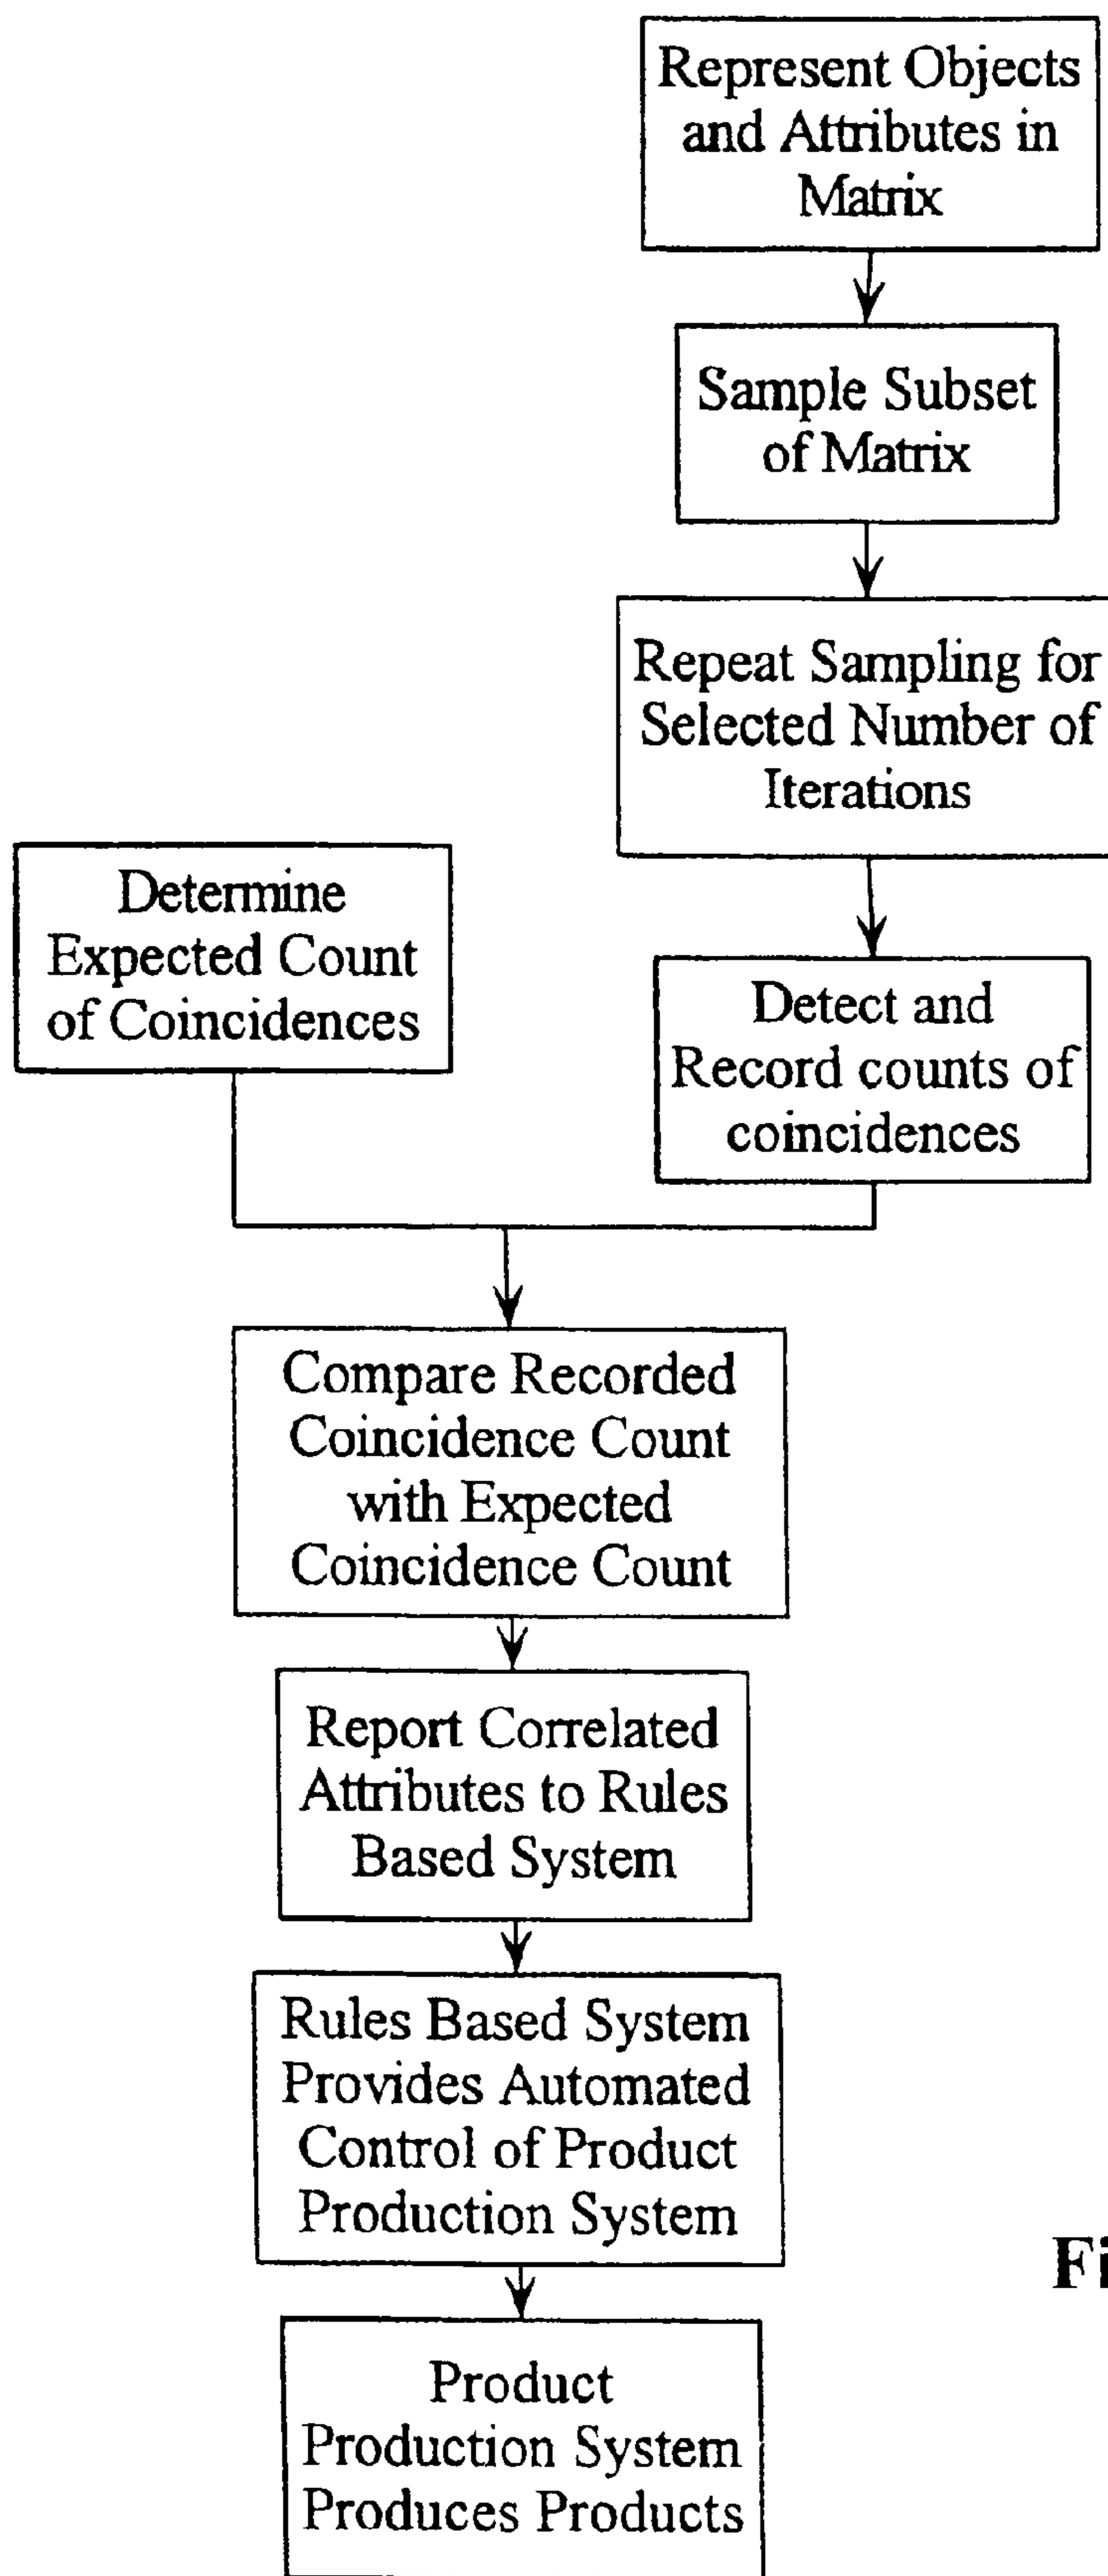 Represent Objects
and Attributes in
Matrix
Sample Subset
of Matrix
Repeat Sampling for
Selected Number of
Iterations
Determine
Expected Count
of Coincidences
Detect and
Record counts of
coincidences
Compare Recorded
Coincidence Count
with Expected
Coincidence Count
Report Correlated
Attributes to Rules
Based System
Rules Based System
Provides Automated
Control of Product
Production System
Product
Production System
Produces Products